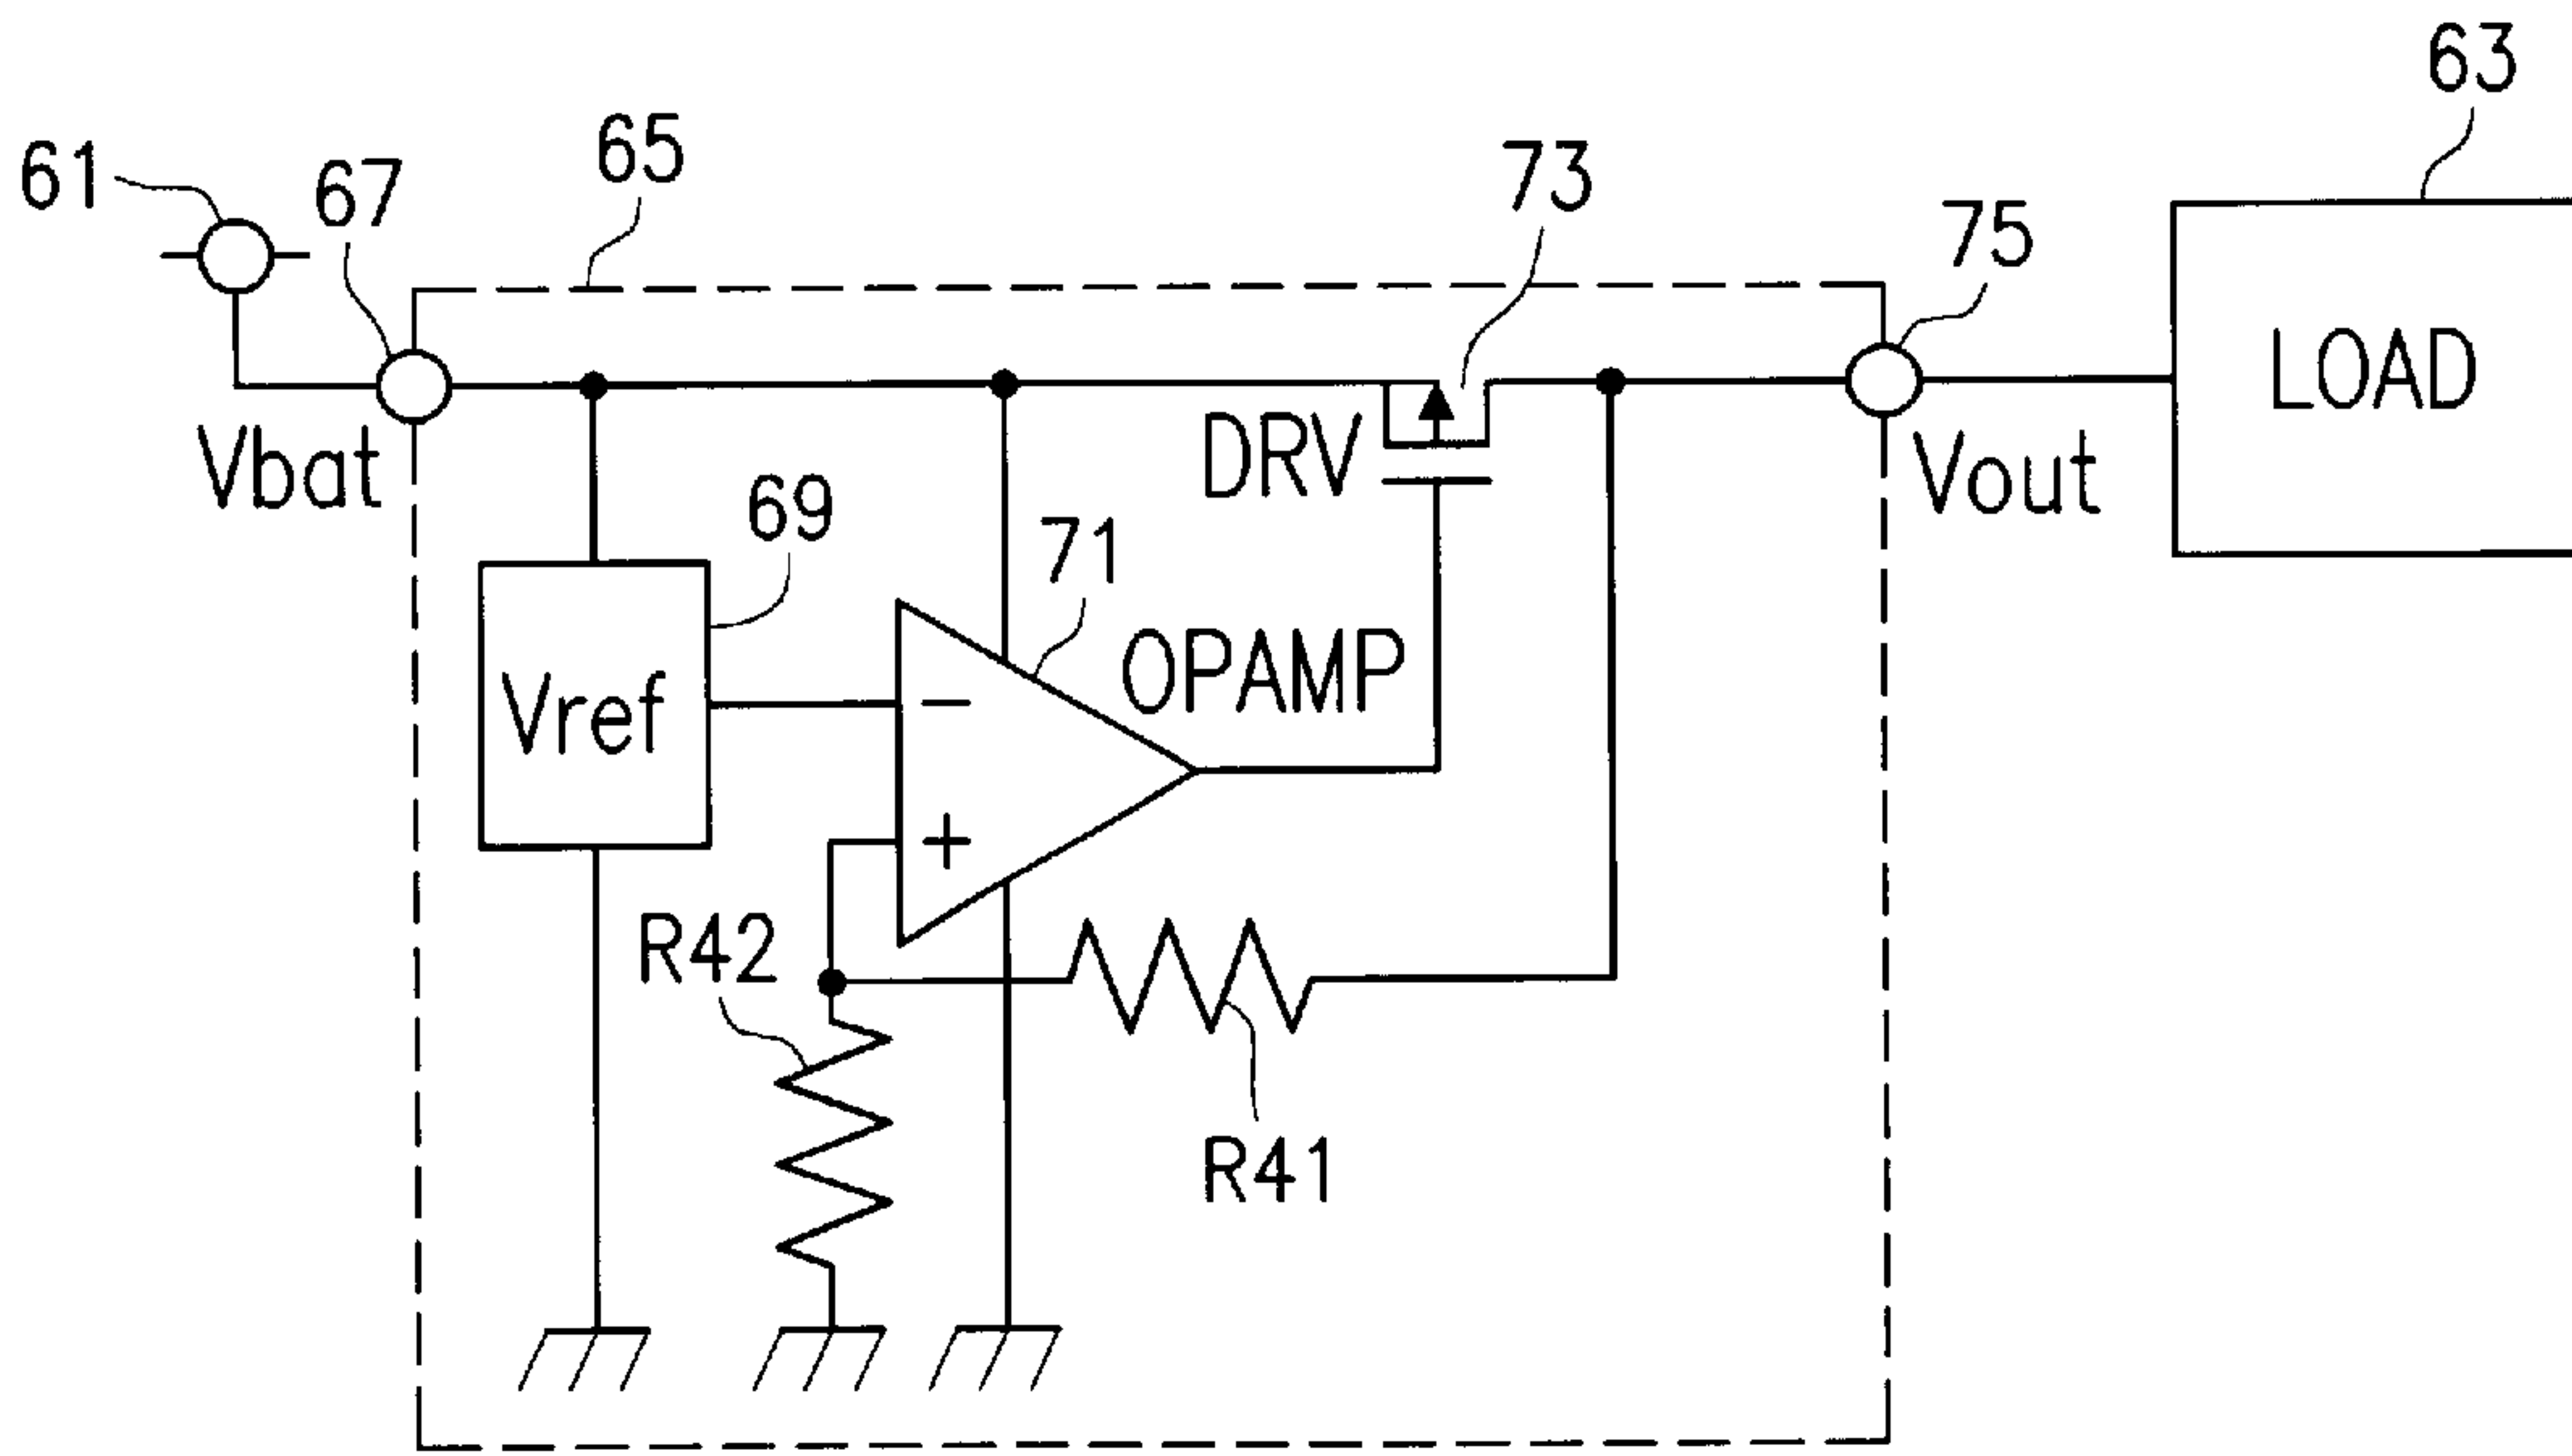 63
61
67
65
73
75
LOAD
Vbat
DRV
Vout
69
71
OPAMP
Vref
−
+
R42
R41